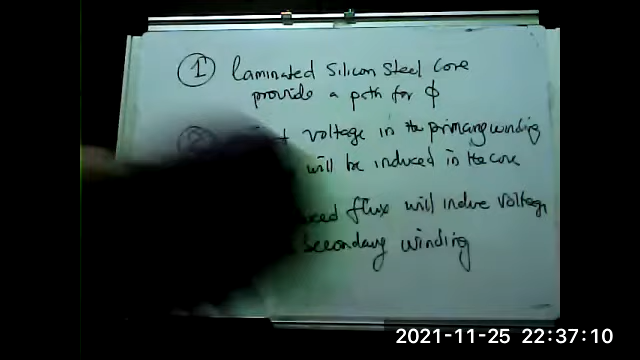 1 laminated Silicon Steel Core
provide a path for ϕ
2 voltage in the primary winding
will be induced in the core
flux will induce voltage
Secondary winding
2021-11-25 22:37:10